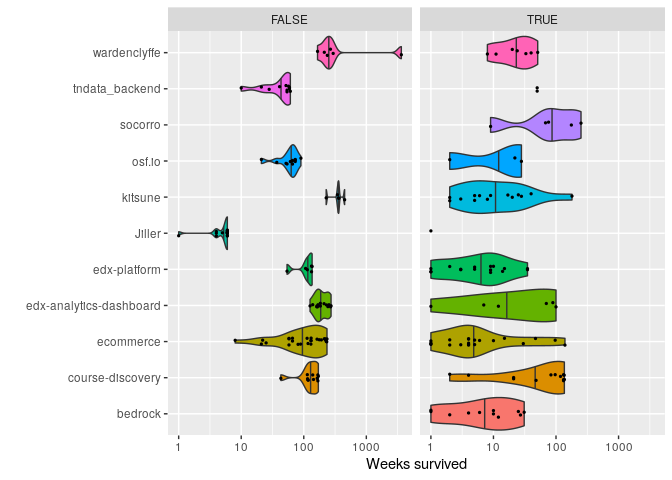 FALSE TRUE
wardenclyffe
tndata_backend
socorro
osf.io
kitsune
Jiller
edx-platform
edx-analytics-dashboard
ecommerce
course-discovery
bedrock
1 10 100 1000 1 10 100 1000
Weeks survived